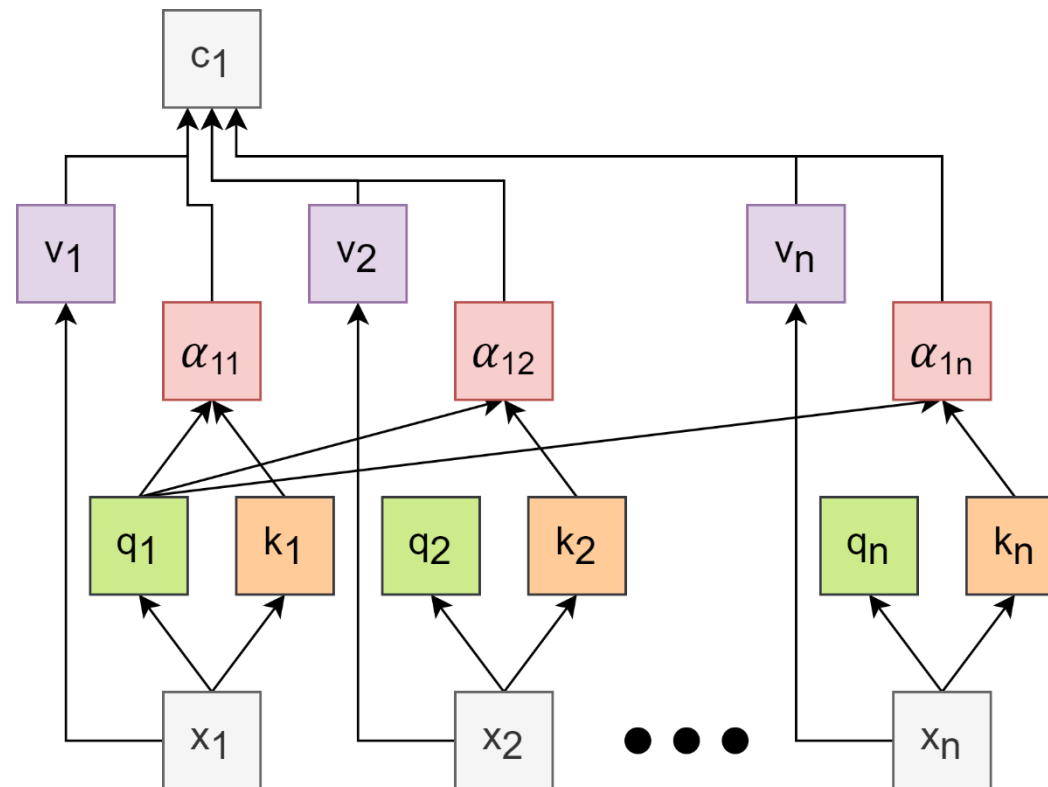 c1
v1 v2 vn
α11 α12 α1n
q1 k1 q2 k2 qn kn
x1 x2 xn